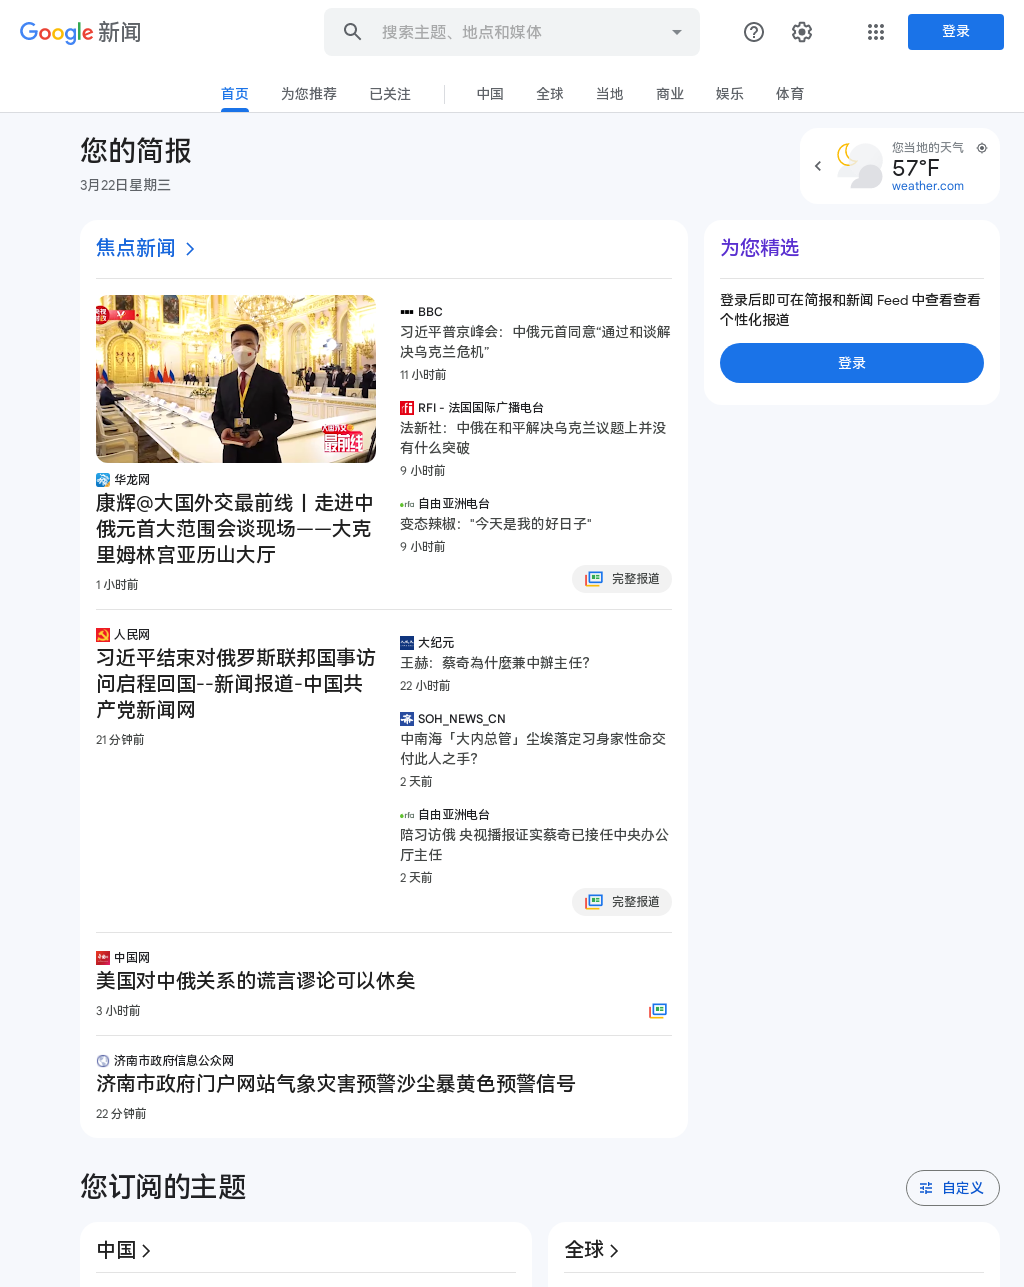 Google 新闻
搜索主题、地点和媒体
登录
首页
为您推荐
已关注
中国
全球
当地
商业
娱乐
体育
您的简报
3月22日星期三
您当地的天气
57°F
weather.com
焦点新闻
大国外交
最前线
华龙网
康辉@大国外交最前线丨走进中
俄元首大范围会谈现场——大克
里姆林宫亚历山大厅
1 小时前
BBC
习近平普京峰会：中俄元首同意“通过和谈解
决乌克兰危机”
11 小时前
RFI - 法国国际广播电台
法新社：中俄在和平解决乌克兰议题上并没
有什么突破
9 小时前
rfa 自由亚洲电台
变态辣椒："今天是我的好日子"
9 小时前
完整报道
人民网
习近平结束对俄罗斯联邦国事访
问启程回国--新闻报道-中国共
产党新闻网
21 分钟前
大纪元
王赫：蔡奇為什麼兼中辦主任？
22 小时前
SOH_NEWS_CN
中南海「大内总管」尘埃落定习身家性命交
付此人之手？
2 天前
rfa 自由亚洲电台
陪习访俄 央视播报证实蔡奇已接任中央办公
厅主任
2 天前
完整报道
中国网
美国对中俄关系的谎言谬论可以休矣
3 小时前
济南市政府信息公众网
济南市政府门户网站气象灾害预警沙尘暴黄色预警信号
22 分钟前
为您精选
登录后即可在简报和新闻 Feed 中查看查看
个性化报道
登录
您订阅的主题
自定义
中国
全球